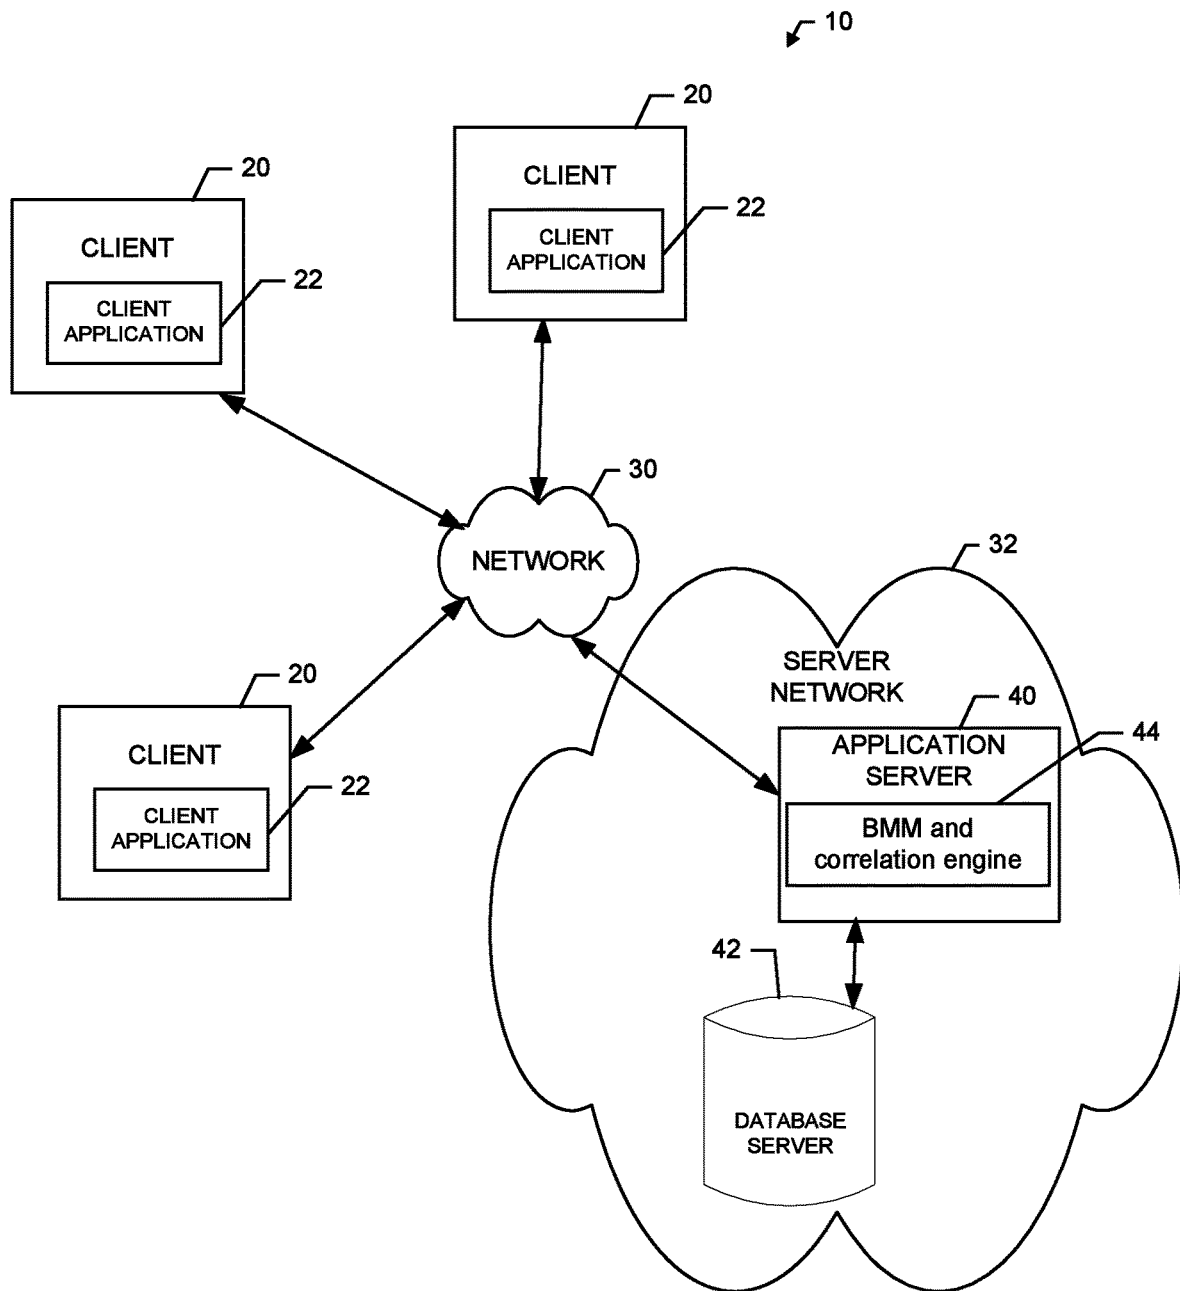 10
20
CLIENT
22
CLIENT
APPLICATION
20
CLIENT
22
CLIENT
APPLICATION
30
NETWORK
32
SERVER
NETWORK
20
CLIENT
22
CLIENT
APPLICATION
40
APPLICATION
SERVER
44
BMM and
correlation engine
42
DATABASE
SERVER